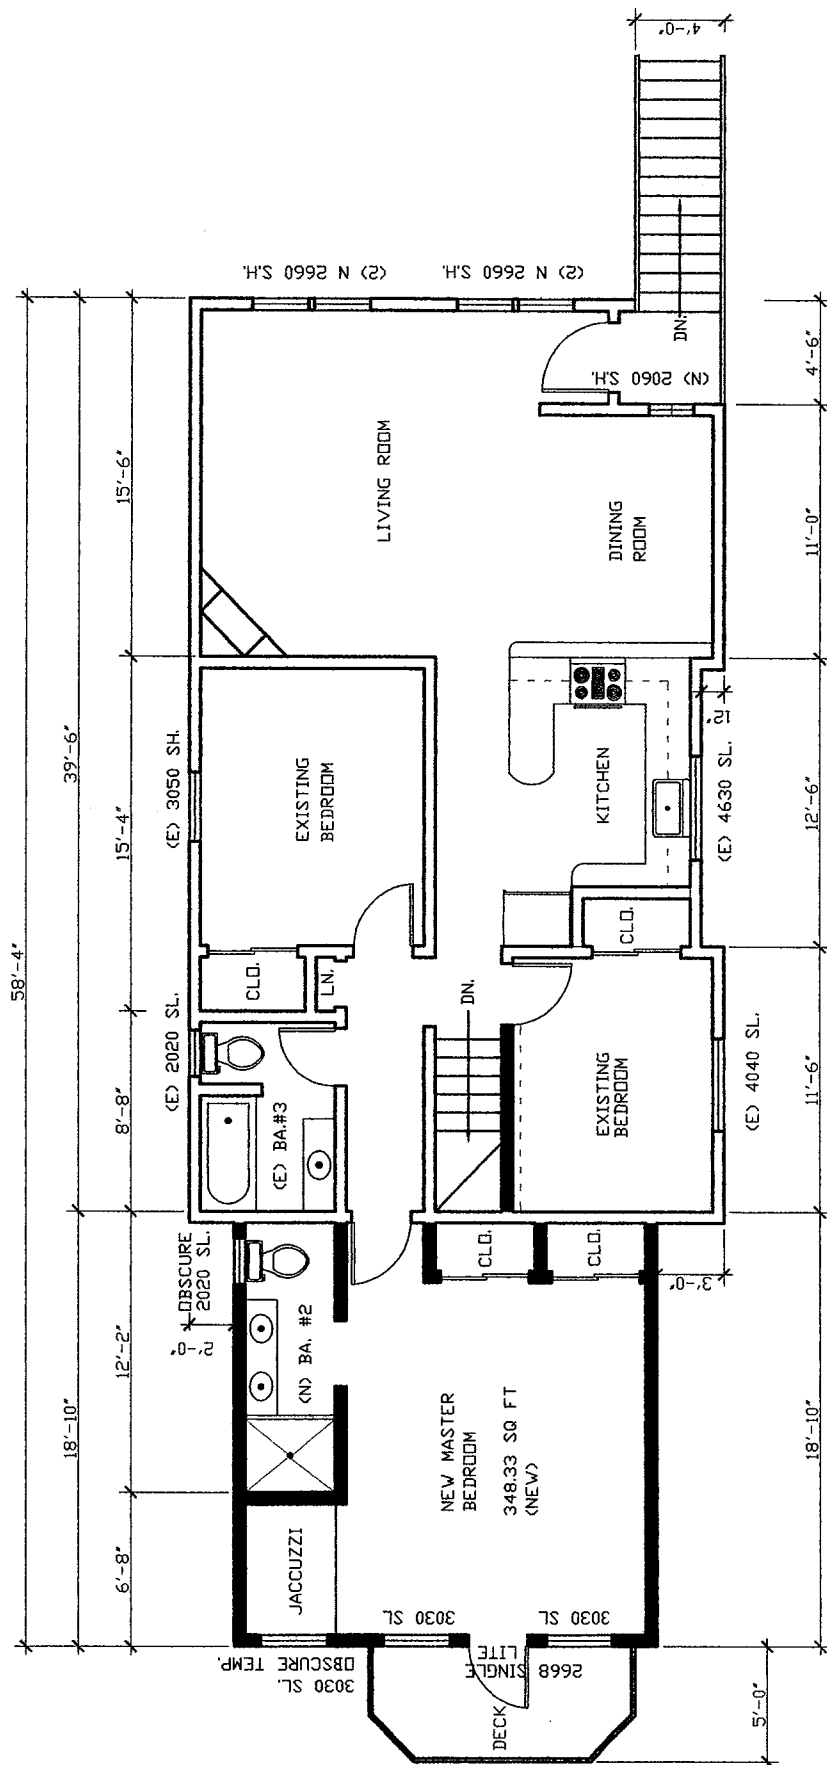 4'-0"
(2) N 2660 S.H.
(2) N 2660 S.H.
DN.
(N) 2060 S.H.
4'-6"
15'-6"
LIVING ROOM
DINING
ROOM
11'-0"
58'-4"
39'-6"
15'-4"
(E) 3050 SH.
EXISTING
BEDROOM
KITCHEN
12"
(E) 4630 SL.
12'-6"
CLO.
LN.
CLO.
DN.
(E) 2020 SL.
8'-8"
(E) BA.#3
EXISTING
BEDROOM
(E) 4040 SL.
11'-6"
OBSCURE
2020 SL.
2'-0"
CLO.
CLO.
3'-0"
18'-10"
12'-2"
(N) BA. #2
NEW MASTER
BEDROOM
348.33 SQ FT
(NEW)
18'-10"
6'-8"
JACCUZZI
3030 SL
3030 SL
3030 SL.
OBSCURE TEMP.
2668 SINGLE
LITE
DECK
5'-0"